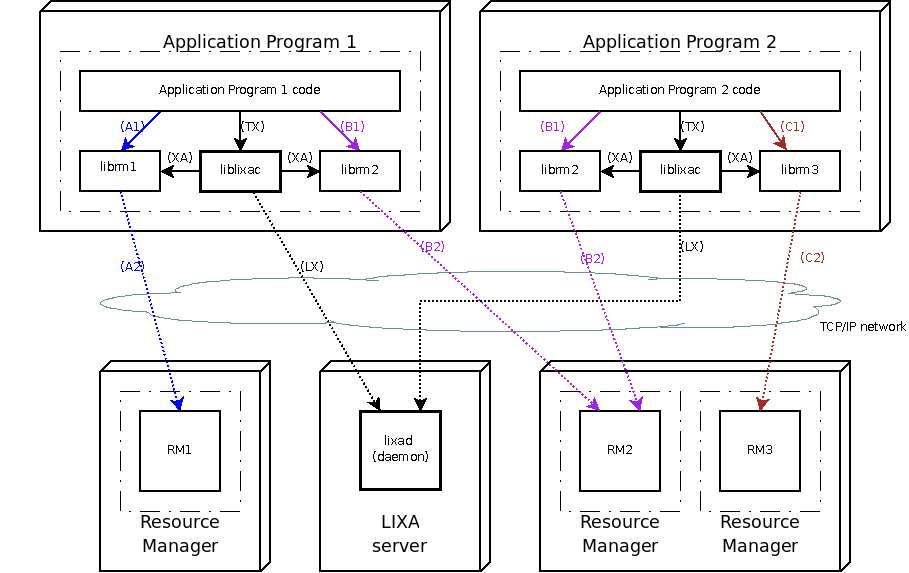 Application Program 1
Application Program 1 code
(A1)
(TX)
(B1)
librm1
(XA)
liblixac
(XA)
librm2
Application Program 2
Application Program 2 code
(B1)
(TX)
(C1)
librm2
(XA)
liblixac
(XA)
librm3
(A2)
(LX)
(B2)
(B2)
(LX)
(C2)
TCP/IP network
RM1
Resource
Manager
lixad
(daemon)
LIXA
server
RM2
Resource
Manager
RM3
Resource
Manager